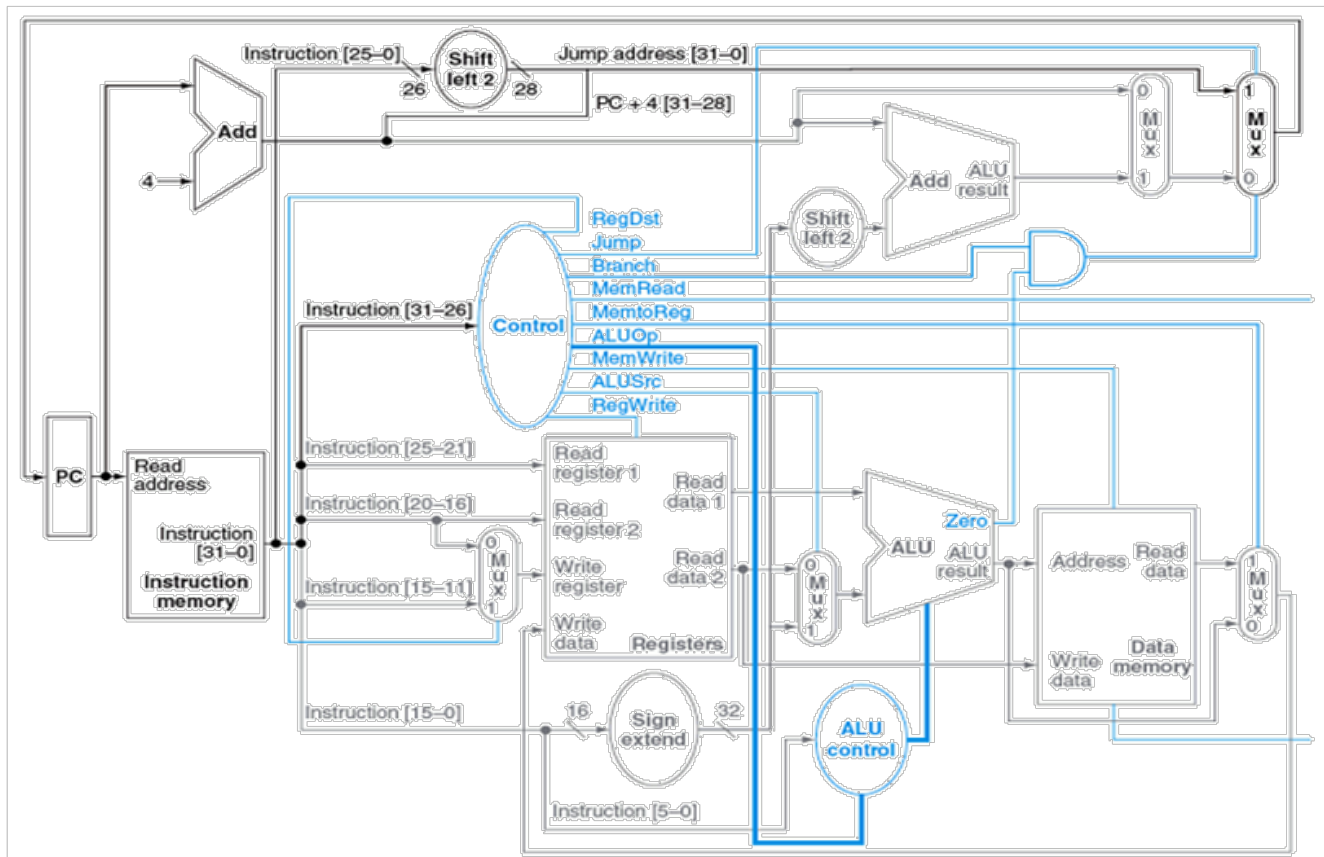 Instruction [25–0]
Shift
left 2
Jump address [31–0]
26
28
PC + 4 [31–28]
Add
4
0
M
u
x
1
1
M
u
x
0
Add
ALU
result
Shift
left 2
RegDst
Jump
Branch
MemRead
MemtoReg
ALUOp
MemWrite
ALUSrc
RegWrite
Instruction [31–26]
Control
PC
Read
address
Instruction
[31–0]
Instruction
memory
Instruction [25–21]
Instruction [20–16]
Instruction [15–11]
0
M
u
x
1
Read
register 1
Read
register 2
Write
register
Write
data
Read
data 1
Read
data 2
Registers
0
M
u
x
1
Zero
ALU
ALU
result
Address
Read
data
Write
data
Data
memory
1
M
u
x
0
Instruction [15–0]
16
Sign
extend
32
ALU
control
Instruction [5–0]